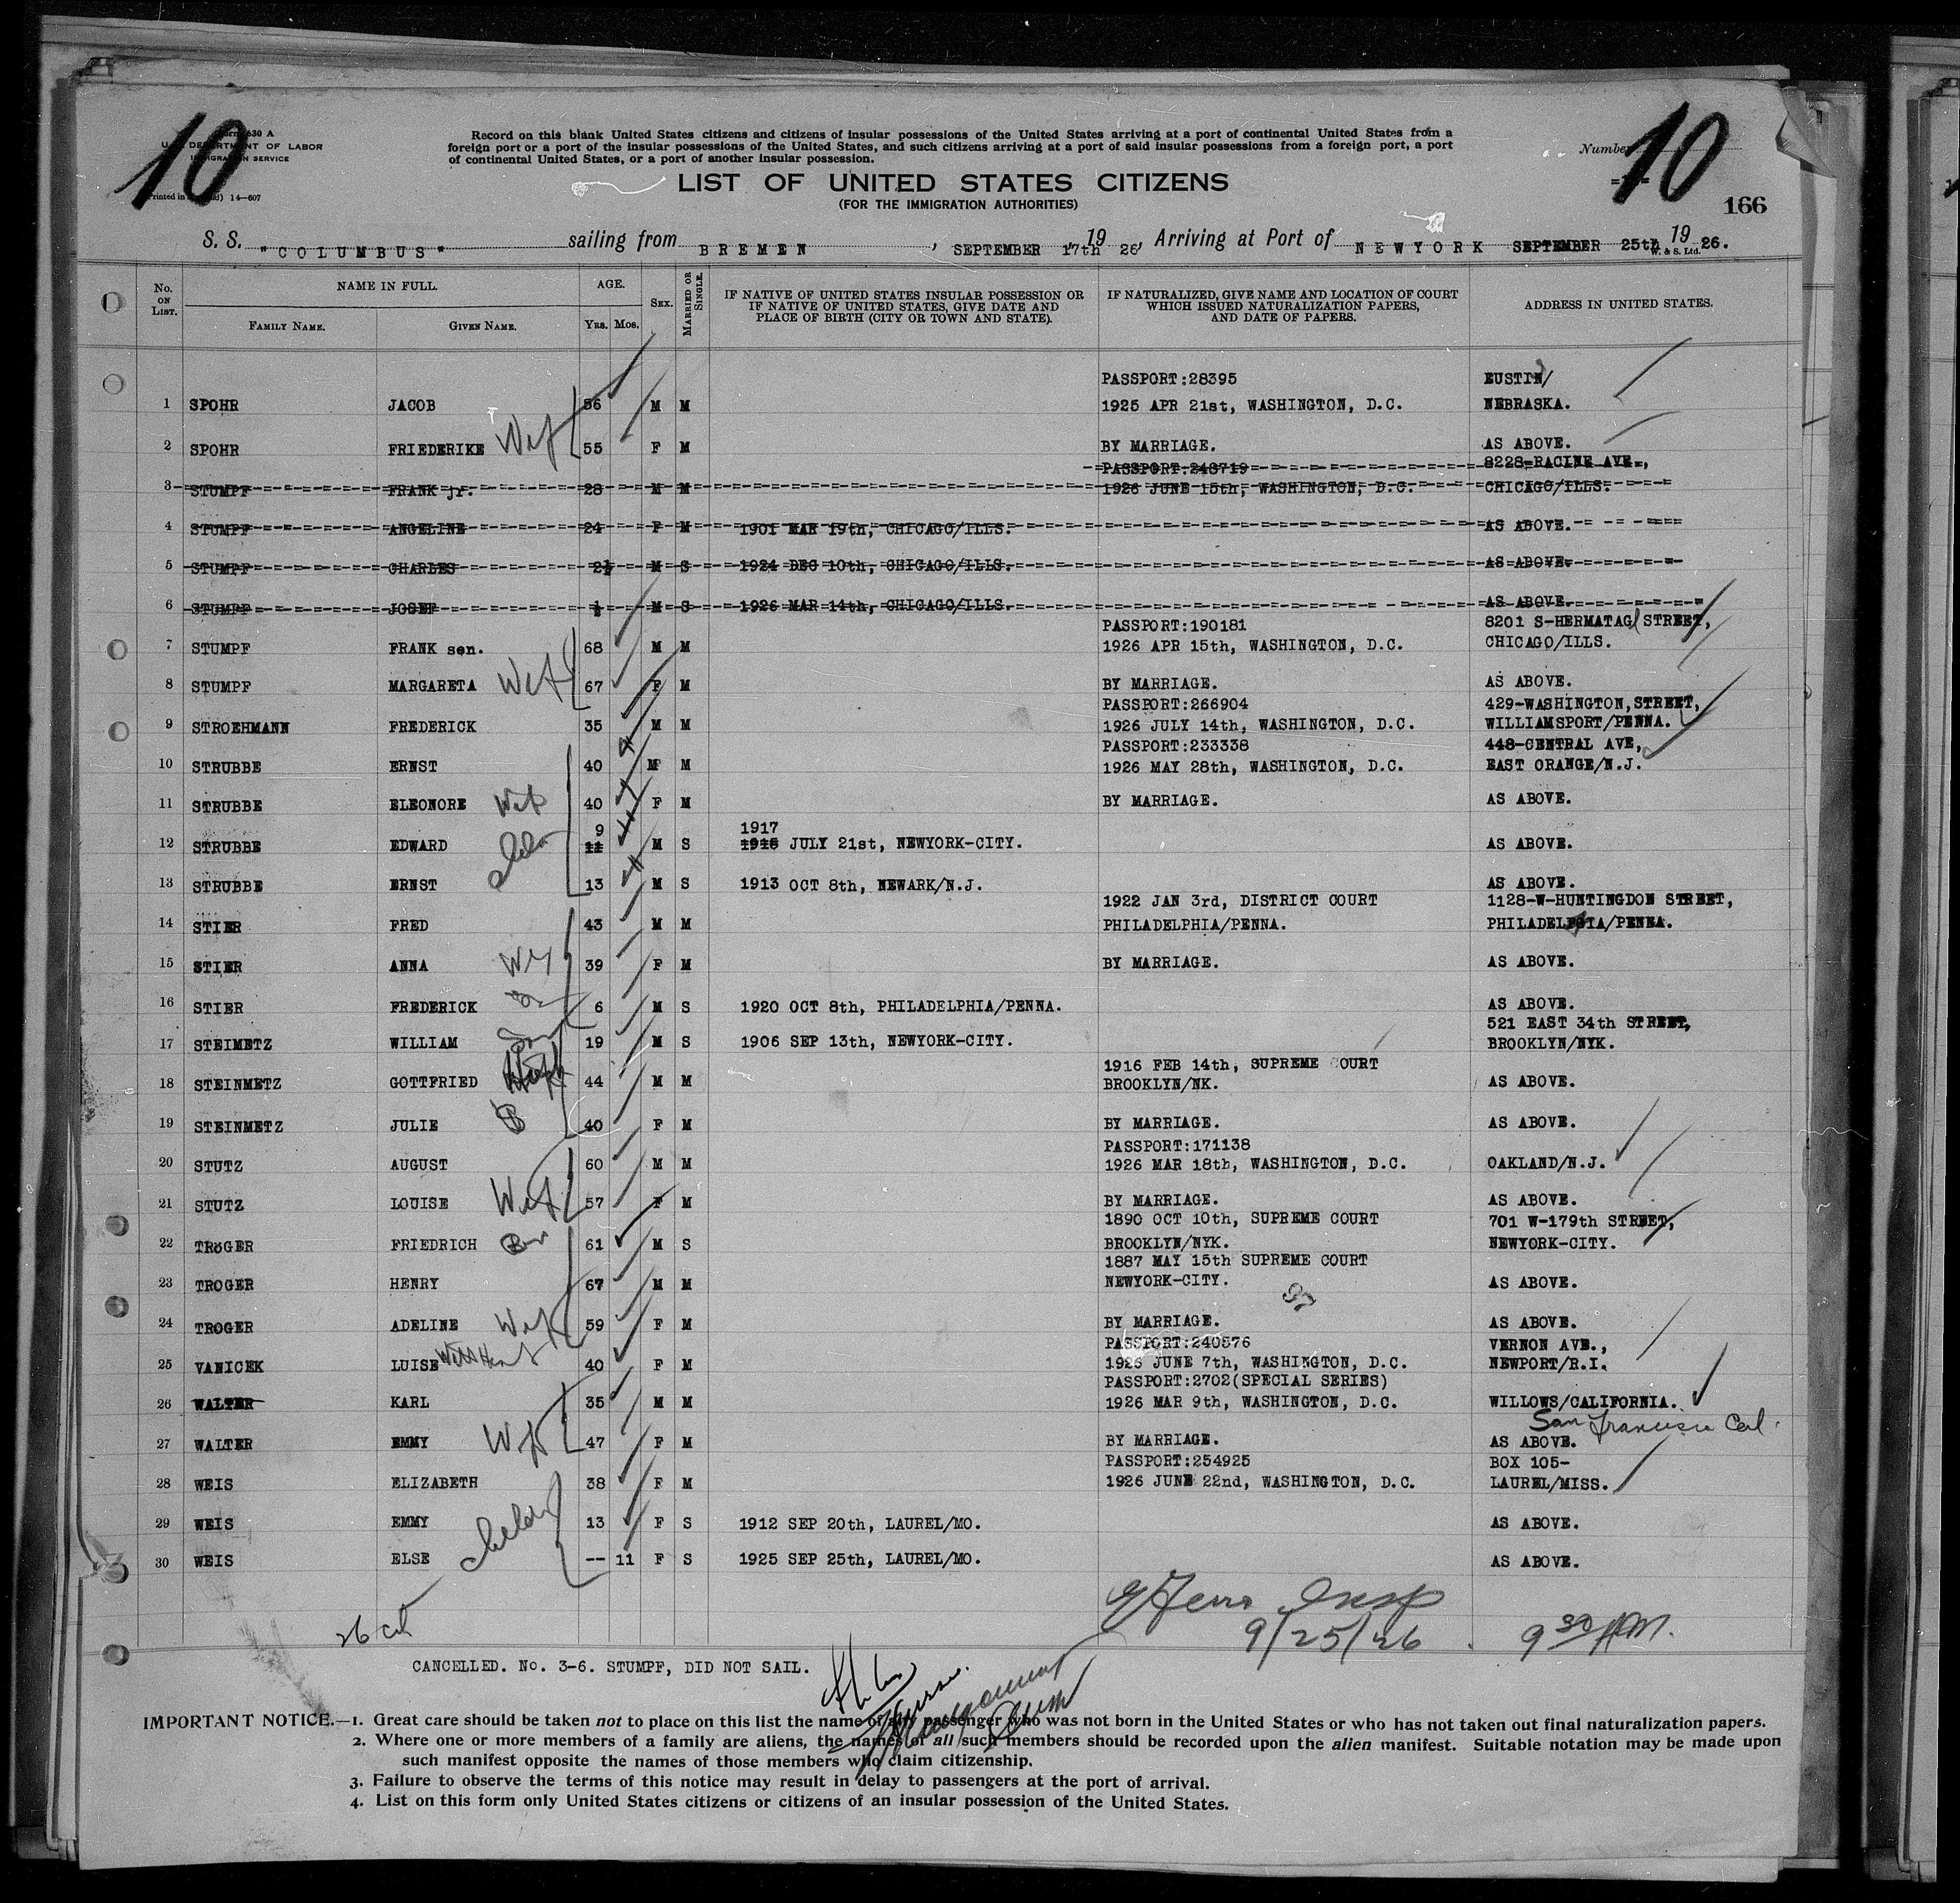 10
Form 630 A
U. S. DEPARTMENT OF LABOR
IMMIGRATION SERVICE
14—607
Record on this blank United States citizens and citizens of insular possessions of the United States arriving at a port of continental United States from a
foreign port or a port of the insular possessions of the United States, and such citizens arriving at a port of said insular possessions from a foreign port, a port
of continental United States, or a port of another insular possession.
Number
10
166
LIST OF UNITED STATES CITIZENS
(FOR THE IMMIGRATION AUTHORITIES)
S. S. "COLUMBUS" sailing from BREMEN, SEPTEMBER 17th 1926, Arriving at Port of NEWYORK SEPTEMBER 25th 1926.
W. & S. Ltd.
No. ON LIST. NAME IN FULL. AGE. SEX. MARRIED OR SINGLE. IF NATIVE OF UNITED STATES INSULAR POSSESSION OR IF NATIVE OF UNITED STATES, GIVE DATE AND PLACE OF BIRTH (CITY OR TOWN AND STATE). IF NATURALIZED, GIVE NAME AND LOCATION OF COURT WHICH ISSUED NATURALIZATION PAPERS, AND DATE OF PAPERS. ADDRESS IN UNITED STATES.
FAMILY NAME. GIVEN NAME. YRS. MOS.
PASSPORT:28395 EUSTIN/
1 SPOHR JACOB 56 M M 1925 APR 21st, WASHINGTON, D.C. NEBRASKA.
2 SPOHR FRIEDERIKE 55 F M BY MARRIAGE. AS ABOVE.
PASSPORT:248719 8228-RACINE AVE.,
3 STUMPF FRANK jr. 28 M M 1926 JUNE 15th, WASHINGTON, D.C. CHICAGO/ILLS.
4 STUMPF ANGELINE 24 F M 1901 MAR 19th, CHICAGO/ILLS. AS ABOVE.
5 STUMPF CHARLES 2½ M S 1924 DEC 10th, CHICAGO/ILLS. AS ABOVE.
6 STUMPF JOSEF ½ M S 1926 MAR 14th, CHICAGO/ILLS. AS ABOVE.
PASSPORT:190181 8201 S-HERMATAG STREET,
7 STUMPF FRANK sen. 68 M M 1926 APR 15th, WASHINGTON, D.C. CHICAGO/ILLS.
8 STUMPF MARGARETA 67 F M BY MARRIAGE. AS ABOVE.
PASSPORT:266904 429-WASHINGTON,STREET,
9 STROEHMANN FREDERICK 35 M M 1926 JULY 14th, WASHINGTON, D.C. WILLIAMSPORT/PENNA.
PASSPORT:233338 448-CENTRAL AVE,
10 STRUBBE ERNST 40 M M 1926 MAY 28th, WASHINGTON, D.C. EAST ORANGE/N.J.
11 STRUBBE ELEONORE 40 F M BY MARRIAGE. AS ABOVE.
9 1917
12 STRUBBE EDWARD 11 M S 1915 JULY 21st, NEWYORK-CITY. AS ABOVE.
13 STRUBBE ERNST 13 M S 1913 OCT 8th, NEWARK/N.J. AS ABOVE.
1922 JAN 3rd, DISTRICT COURT 1128-W-HUNTINGDON STREET,
14 STIER FRED 43 M M PHILADELPHIA/PENNA. PHILADELPHIA/PENNA.
15 STIER ANNA 39 F M BY MARRIAGE. AS ABOVE.
16 STIER FREDERICK 6 M S 1920 OCT 8th, PHILADELPHIA/PENNA. AS ABOVE.
521 EAST 34th STREET,
17 STEIMETZ WILLIAM 19 M S 1906 SEP 13th, NEWYORK-CITY. BROOKLYN/NYK.
1916 FEB 14th, SUPREME COURT
18 STEINMETZ GOTTFRIED 44 M M BROOKLYN/NK. AS ABOVE.
19 STEINMETZ JULIE 40 F M BY MARRIAGE. AS ABOVE.
PASSPORT:171138
20 STUTZ AUGUST 60 M M 1926 MAR 18th, WASHINGTON, D.C. OAKLAND/N.J.
21 STUTZ LOUISE 57 F M BY MARRIAGE. AS ABOVE.
1890 OCT 10th, SUPREME COURT 701 W-179th STREET,
22 TRöGER FRIEDRICH 61 M S BROOKLYN/NYK. NEWYORK-CITY.
1887 MAY 15th SUPREME COURT
23 TROGER HENRY 67 M M NEWYORK-CITY. AS ABOVE.
24 TROGER ADELINE 59 F M BY MARRIAGE. AS ABOVE.
PASSPORT:240576 VERNON AVE.,
25 VANICEK LUISE 40 F M 1926 JUNE 7th, WASHINGTON, D.C. NEWPORT/R.I.
PASSPORT:2702(SPECIAL SERIES)
26 WALTER KARL 35 M M 1926 MAR 9th, WASHINGTON, D.C. WILLOWS/CALIFORNIA.
San Francisco Cal.
27 WALTER EMMY 47 F M BY MARRIAGE. AS ABOVE.
PASSPORT:254925 BOX 105-
28 WEIS ELIZABETH 38 F M 1926 JUNE 22nd, WASHINGTON, D.C. LAUREL/MISS.
29 WEIS EMMY 13 F S 1912 SEP 20th, LAUREL/MO. AS ABOVE.
30 WEIS ELSE -- 11 F S 1925 SEP 25th, LAUREL/MO. AS ABOVE.
Insp
9/25/26. 9 30 AM.
26 cit
CANCELLED. No. 3-6. STUMPF, DID NOT SAIL.
IMPORTANT NOTICE.—1. Great care should be taken not to place on this list the name of any passenger who was not born in the United States or who has not taken out final naturalization papers.
2. Where one or more members of a family are aliens, the names of all such members should be recorded upon the alien manifest. Suitable notation may be made upon
such manifest opposite the names of those members who claim citizenship.
3. Failure to observe the terms of this notice may result in delay to passengers at the port of arrival.
4. List on this form only United States citizens or citizens of an insular possession of the United States.